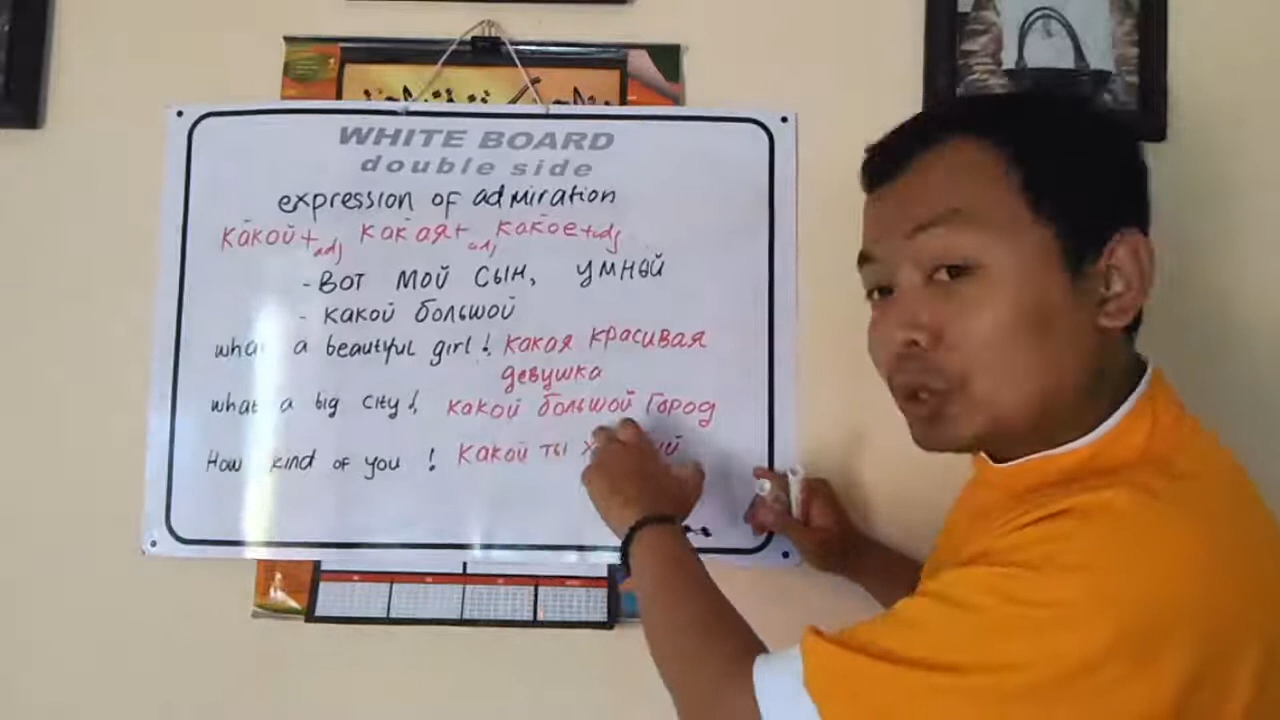 WHITE BOARD
double side
expression of admiration
Какой+adj какая+adj какое+adj
- Вот мой сын, умный
- какой большой
what a beautiful girl! какая красивая
девушка
what a big city! какой большой город
How kind of you! Какой ты